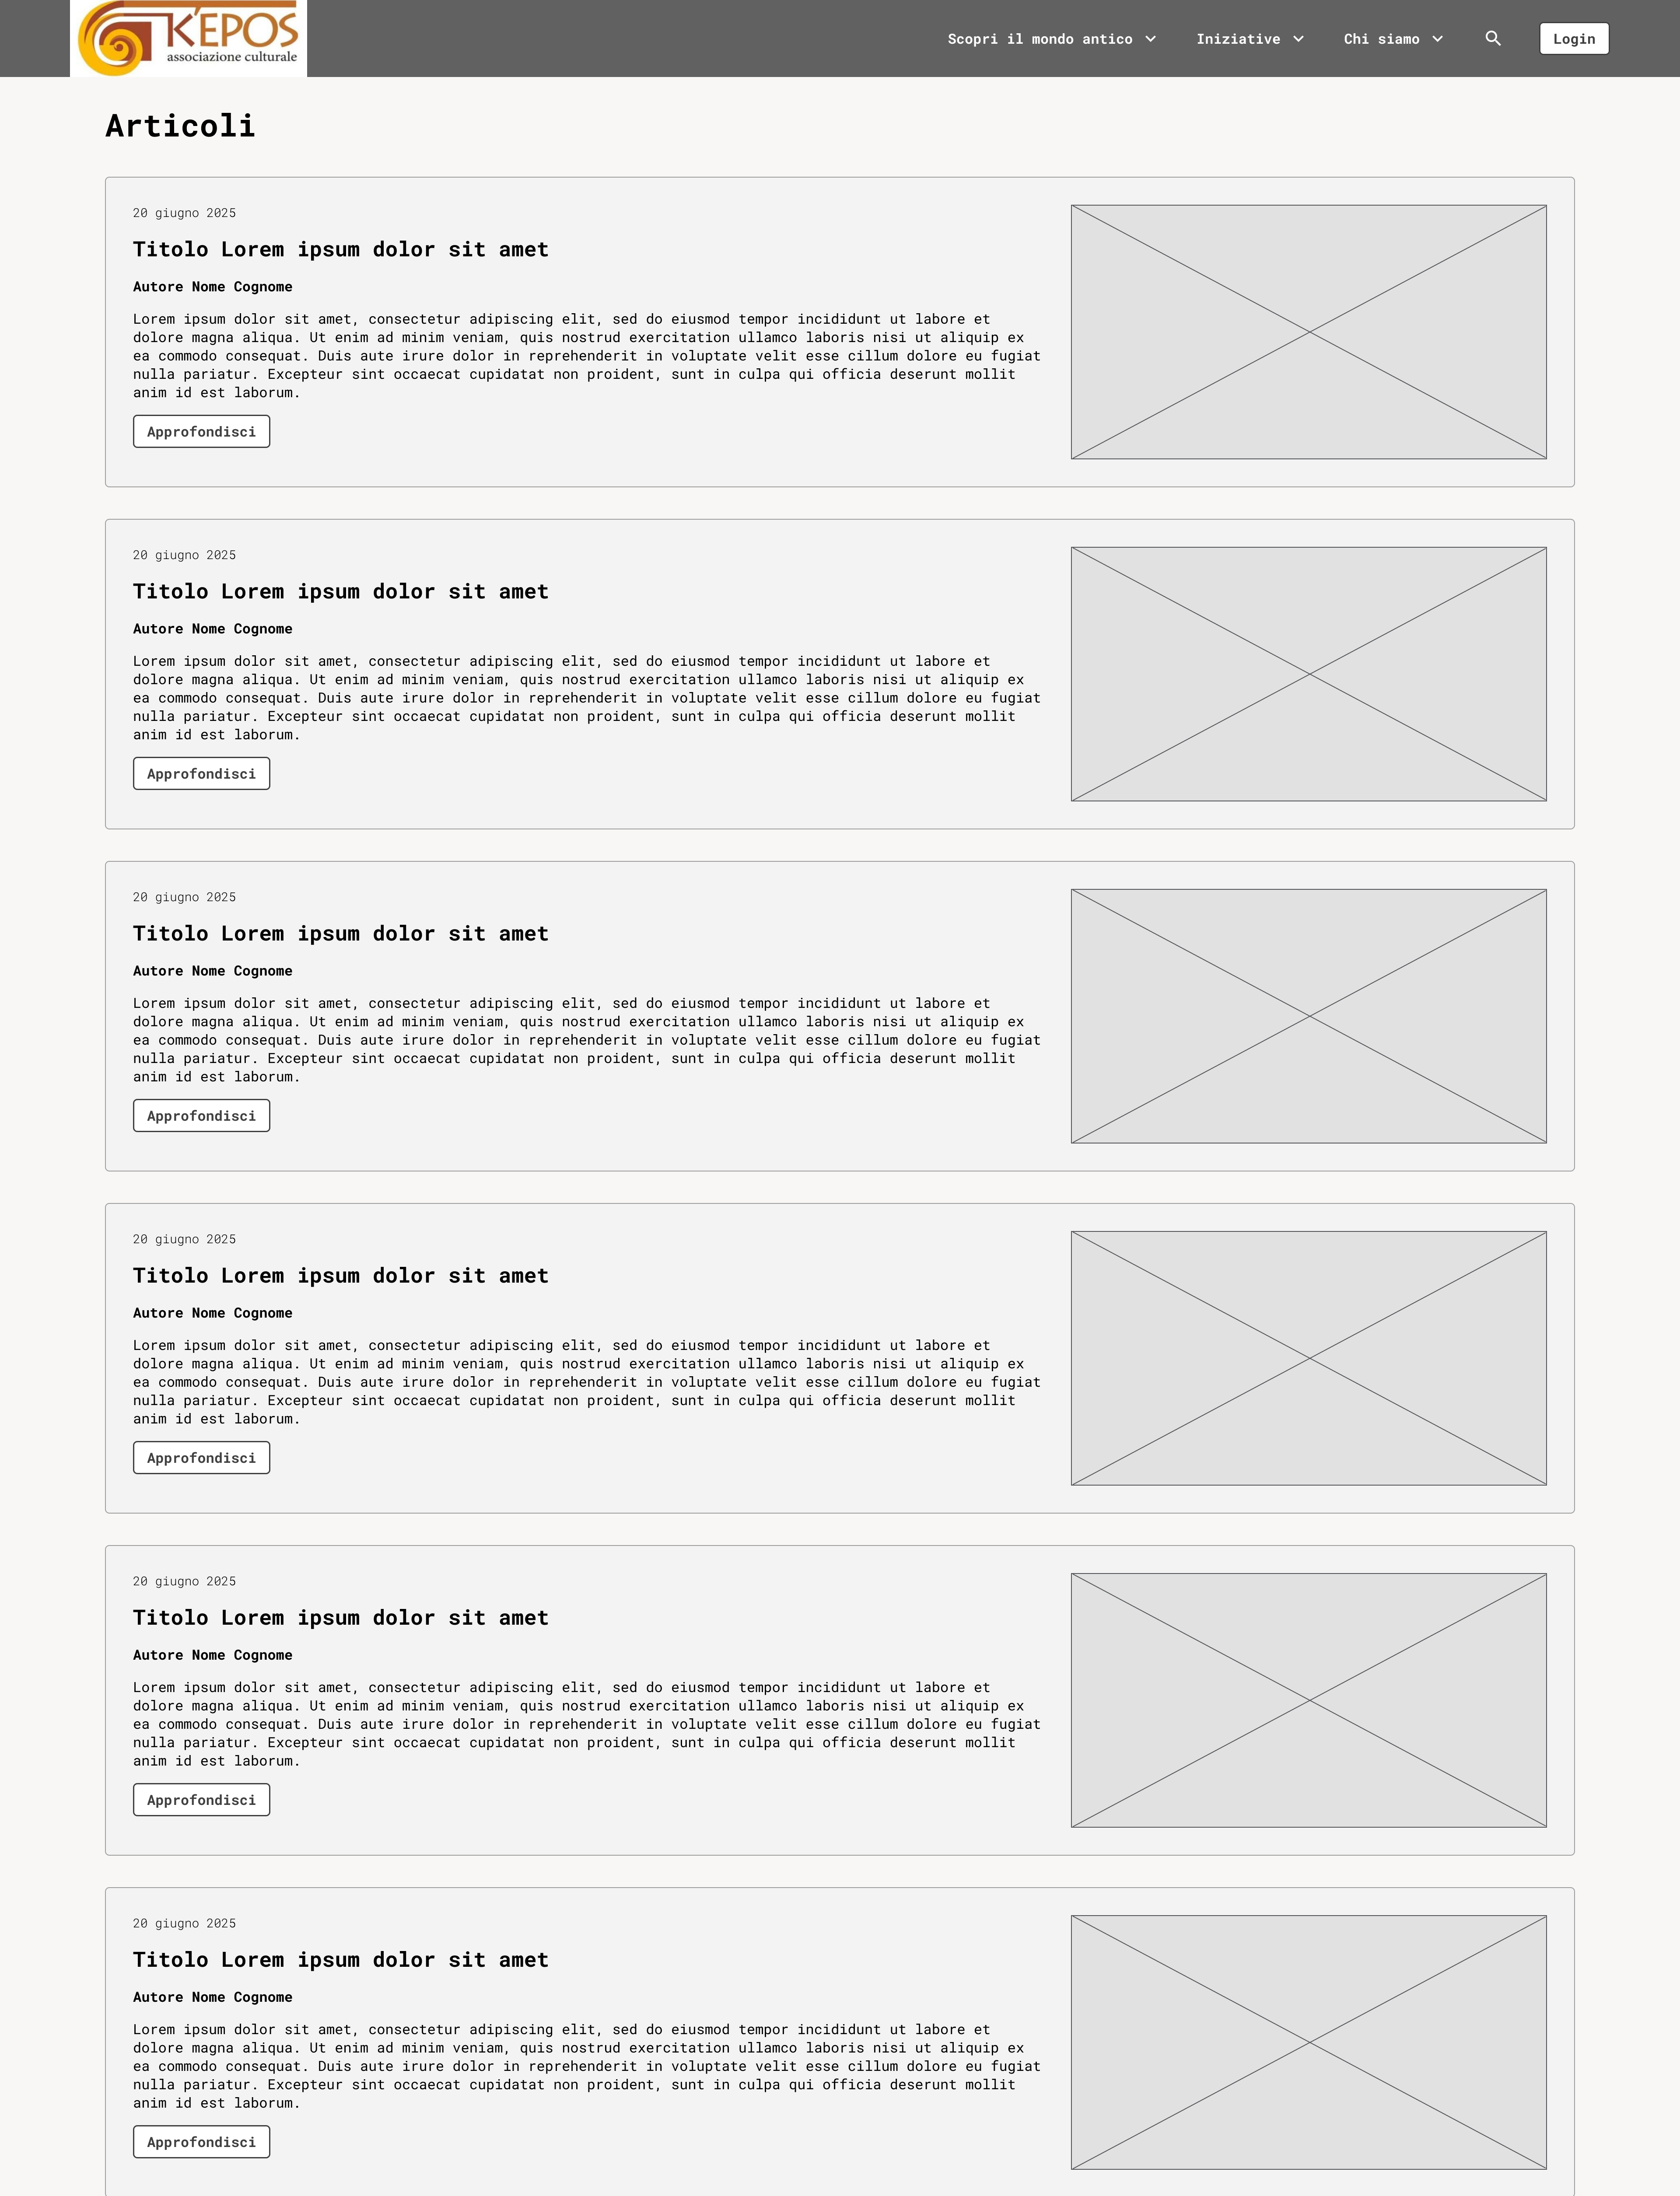 KÉPOS
associazione culturale
Scopri il mondo antico
Iniziative
Chi siamo
Login
Articoli
20 giugno 2025
Titolo Lorem ipsum dolor sit amet
Autore Nome Cognome
Lorem ipsum dolor sit amet, consectetur adipiscing elit, sed do eiusmod tempor incididunt ut labore et
dolore magna aliqua. Ut enim ad minim veniam, quis nostrud exercitation ullamco laboris nisi ut aliquip ex
ea commodo consequat. Duis aute irure dolor in reprehenderit in voluptate velit esse cillum dolore eu fugiat
nulla pariatur. Excepteur sint occaecat cupidatat non proident, sunt in culpa qui officia deserunt mollit
anim id est laborum.
Approfondisci
20 giugno 2025
Titolo Lorem ipsum dolor sit amet
Autore Nome Cognome
Lorem ipsum dolor sit amet, consectetur adipiscing elit, sed do eiusmod tempor incididunt ut labore et
dolore magna aliqua. Ut enim ad minim veniam, quis nostrud exercitation ullamco laboris nisi ut aliquip ex
ea commodo consequat. Duis aute irure dolor in reprehenderit in voluptate velit esse cillum dolore eu fugiat
nulla pariatur. Excepteur sint occaecat cupidatat non proident, sunt in culpa qui officia deserunt mollit
anim id est laborum.
Approfondisci
20 giugno 2025
Titolo Lorem ipsum dolor sit amet
Autore Nome Cognome
Lorem ipsum dolor sit amet, consectetur adipiscing elit, sed do eiusmod tempor incididunt ut labore et
dolore magna aliqua. Ut enim ad minim veniam, quis nostrud exercitation ullamco laboris nisi ut aliquip ex
ea commodo consequat. Duis aute irure dolor in reprehenderit in voluptate velit esse cillum dolore eu fugiat
nulla pariatur. Excepteur sint occaecat cupidatat non proident, sunt in culpa qui officia deserunt mollit
anim id est laborum.
Approfondisci
20 giugno 2025
Titolo Lorem ipsum dolor sit amet
Autore Nome Cognome
Lorem ipsum dolor sit amet, consectetur adipiscing elit, sed do eiusmod tempor incididunt ut labore et
dolore magna aliqua. Ut enim ad minim veniam, quis nostrud exercitation ullamco laboris nisi ut aliquip ex
ea commodo consequat. Duis aute irure dolor in reprehenderit in voluptate velit esse cillum dolore eu fugiat
nulla pariatur. Excepteur sint occaecat cupidatat non proident, sunt in culpa qui officia deserunt mollit
anim id est laborum.
Approfondisci
20 giugno 2025
Titolo Lorem ipsum dolor sit amet
Autore Nome Cognome
Lorem ipsum dolor sit amet, consectetur adipiscing elit, sed do eiusmod tempor incididunt ut labore et
dolore magna aliqua. Ut enim ad minim veniam, quis nostrud exercitation ullamco laboris nisi ut aliquip ex
ea commodo consequat. Duis aute irure dolor in reprehenderit in voluptate velit esse cillum dolore eu fugiat
nulla pariatur. Excepteur sint occaecat cupidatat non proident, sunt in culpa qui officia deserunt mollit
anim id est laborum.
Approfondisci
20 giugno 2025
Titolo Lorem ipsum dolor sit amet
Autore Nome Cognome
Lorem ipsum dolor sit amet, consectetur adipiscing elit, sed do eiusmod tempor incididunt ut labore et
dolore magna aliqua. Ut enim ad minim veniam, quis nostrud exercitation ullamco laboris nisi ut aliquip ex
ea commodo consequat. Duis aute irure dolor in reprehenderit in voluptate velit esse cillum dolore eu fugiat
nulla pariatur. Excepteur sint occaecat cupidatat non proident, sunt in culpa qui officia deserunt mollit
anim id est laborum.
Approfondisci